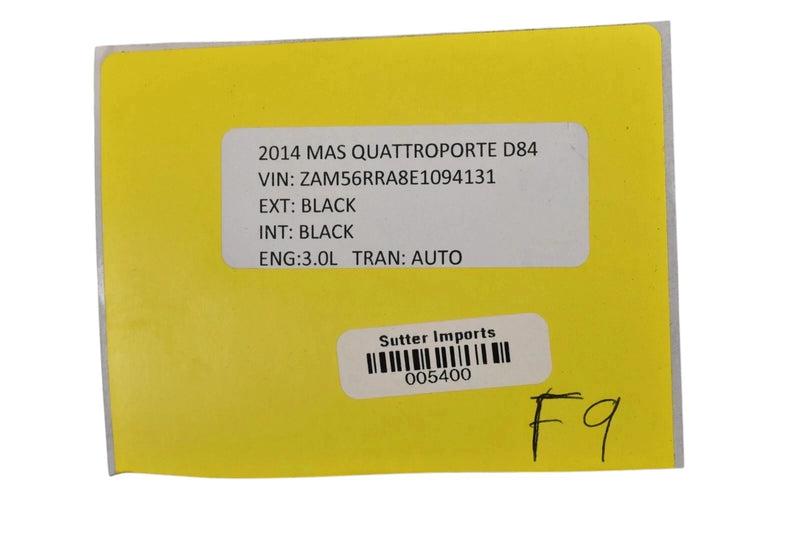 2014 MAS QUATTROPORTE D84
VIN: ZAM56RRA8E1094131
EXT: BLACK
INT: BLACK
ENG:3.0L TRAN: AUTO
Sutter Imports
005400
F9